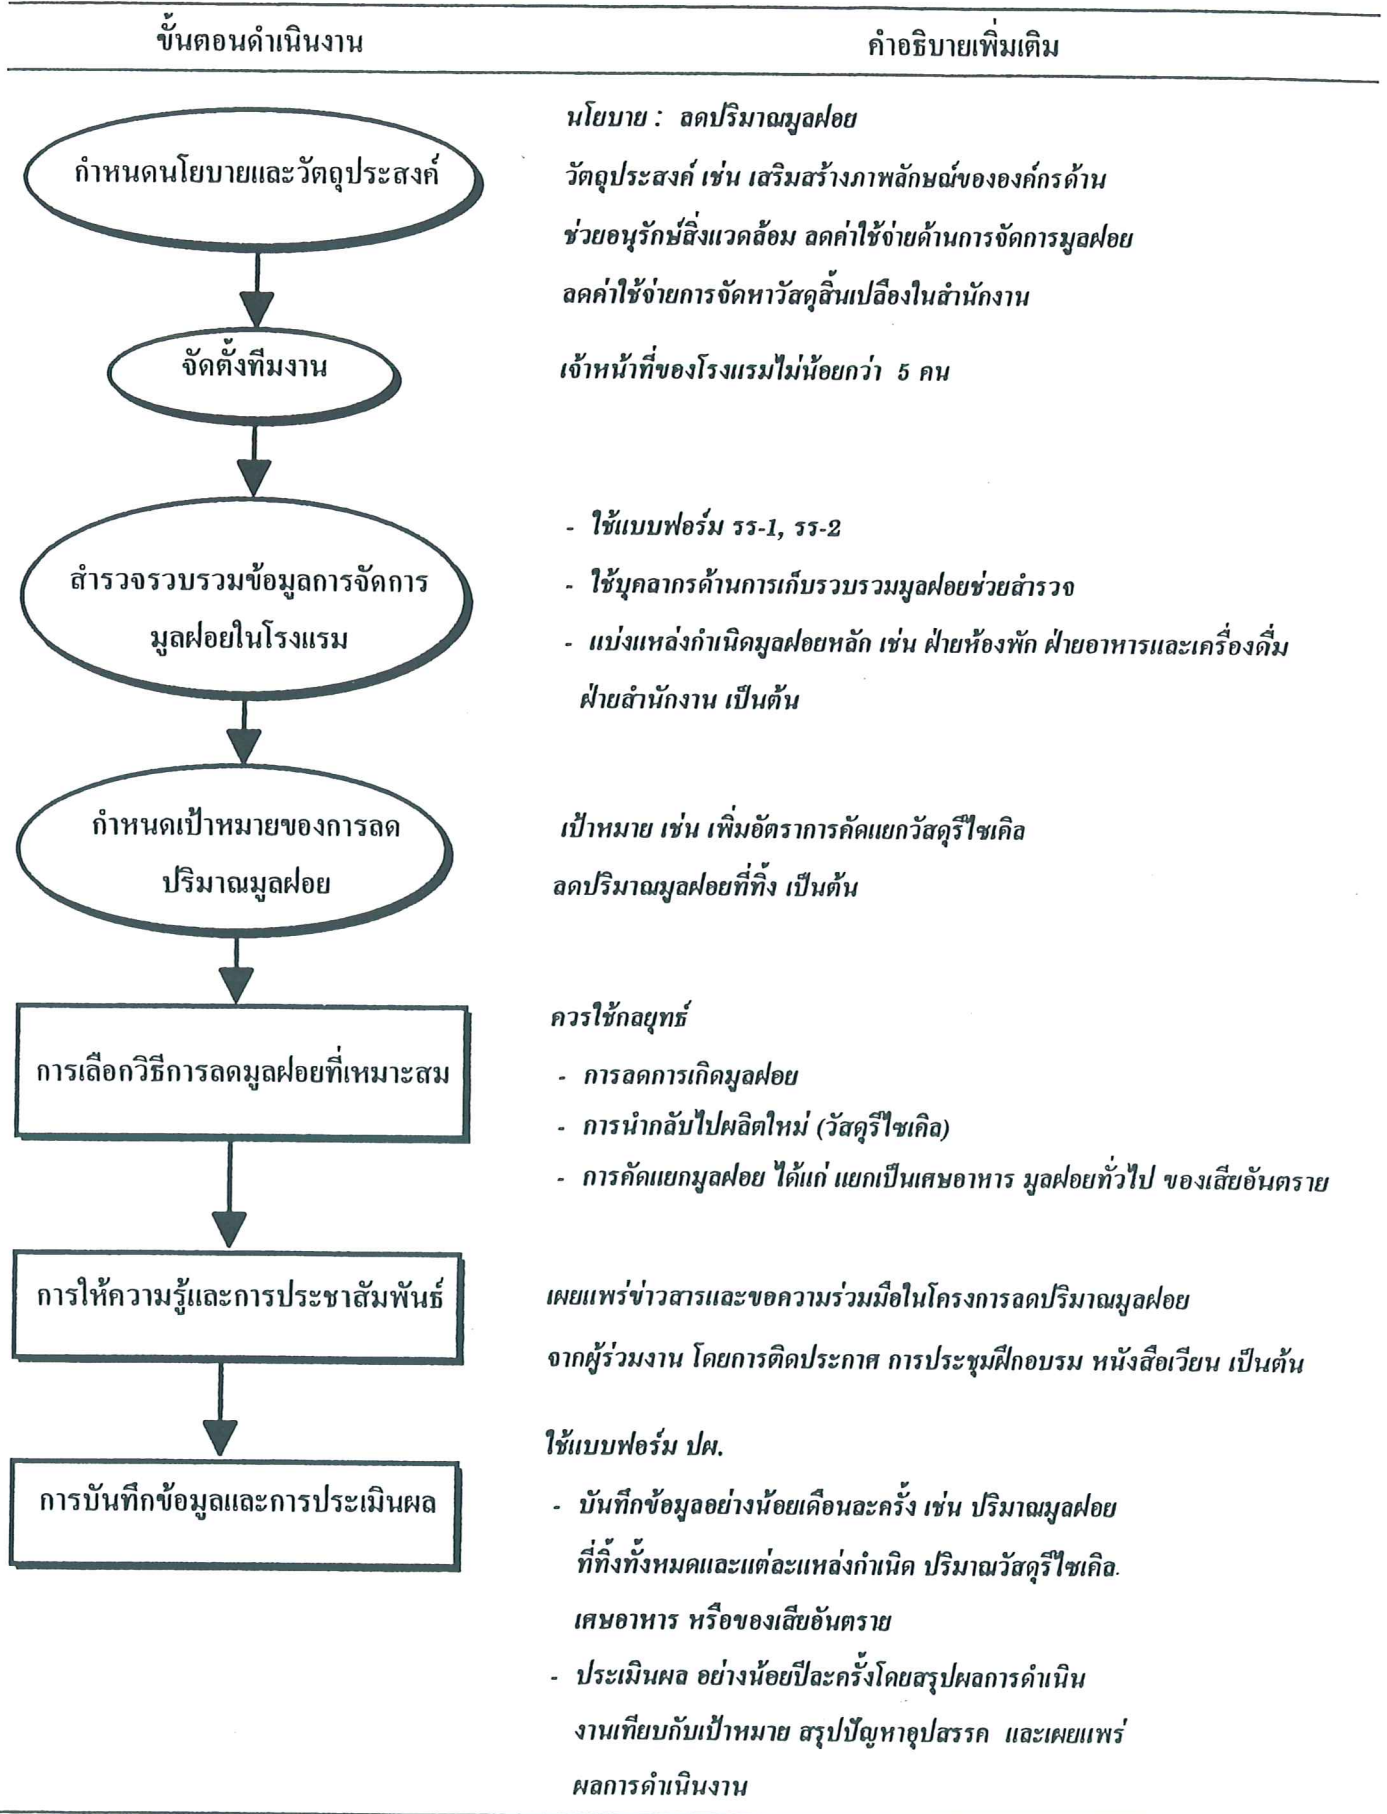 ขั้นตอนดำเนินงาน
คำอธิบายเพิ่มเติม
กำหนดนโยบายและวัตถุประสงค์
นโยบาย : ลดปริมาณมูลฝอย
วัตถุประสงค์ เช่น เสริมสร้างภาพลักษณ์ขององค์กรด้าน
ช่วยอนุรักษ์สิ่งแวดล้อม ลดค่าใช้จ่ายด้านการจัดการมูลฝอย
ลดค่าใช้จ่ายการจัดหาวัสดุสิ้นเปลืองในสำนักงาน
จัดตั้งทีมงาน
เจ้าหน้าที่ของโรงแรมไม่น้อยกว่า 5 คน
สำรวจรวบรวมข้อมูลการจัดการ
มูลฝอยในโรงแรม
- ใช้แบบฟอร์ม รร-1, รร-2
- ใช้บุคลากรด้านการเก็บรวบรวมมูลฝอยช่วยสำรวจ
- แบ่งแหล่งกำเนิดมูลฝอยหลัก เช่น ฝ่ายห้องพัก ฝ่ายอาหารและเครื่องดื่ม
ฝ่ายสำนักงาน เป็นต้น
กำหนดเป้าหมายของการลด
ปริมาณมูลฝอย
เป้าหมาย เช่น เพิ่มอัตราการคัดแยกวัสดุรีไซเคิล
ลดปริมาณมูลฝอยที่ทิ้ง เป็นต้น
การเลือกวิธีการลดมูลฝอยที่เหมาะสม
ควรใช้กลยุทธ์
- การลดการเกิดมูลฝอย
- การนำกลับไปผลิตใหม่ (วัสดุรีไซเคิล)
- การคัดแยกมูลฝอย ได้แก่ แยกเป็นเศษอาหาร มูลฝอยทั่วไป ของเสียอันตราย
การให้ความรู้และการประชาสัมพันธ์
เผยแพร่ข่าวสารและขอความร่วมมือในโครงการลดปริมาณมูลฝอย
จากผู้ร่วมงาน โดยการติดประกาศ การประชุมฝึกอบรม หนังสือเวียน เป็นต้น
การบันทึกข้อมูลและการประเมินผล
ใช้แบบฟอร์ม ปผ.
- บันทึกข้อมูลอย่างน้อยเดือนละครั้ง เช่น ปริมาณมูลฝอย
ที่ทิ้งทั้งหมดและแต่ละแหล่งกำเนิด ปริมาณวัสดุรีไซเคิล.
เศษอาหาร หรือของเสียอันตราย
- ประเมินผล อย่างน้อยปีละครั้งโดยสรุปผลการดำเนิน
งานเทียบกับเป้าหมาย สรุปปัญหาอุปสรรค และเผยแพร่
ผลการดำเนินงาน